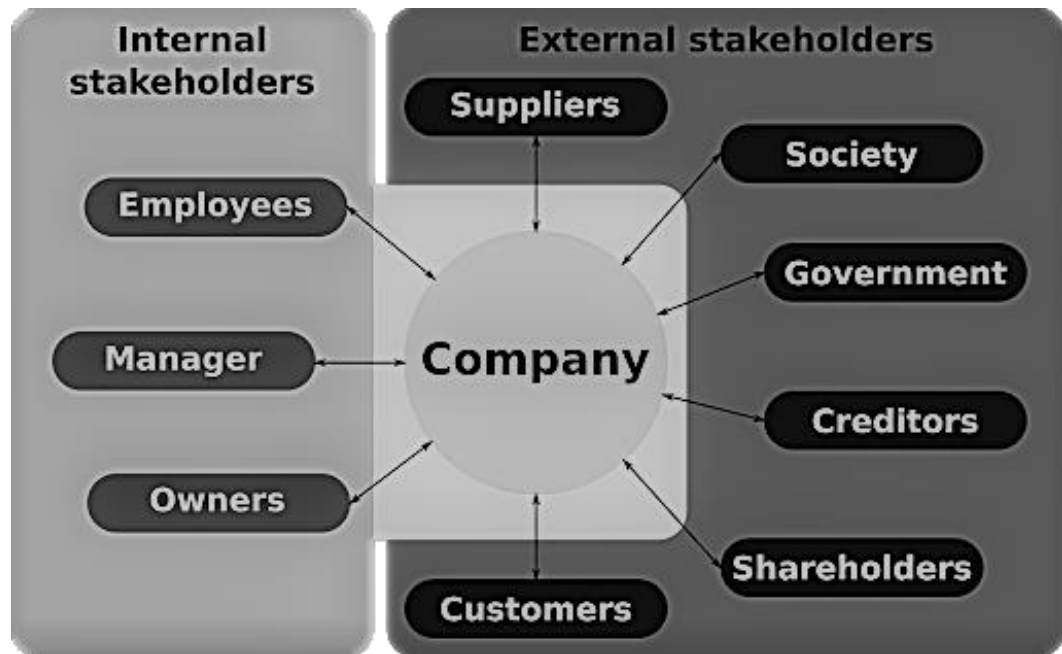 Internal
stakeholders
Employees
Manager
Owners
External stakeholders
Suppliers
Society
Government
Creditors
Shareholders
Customers
Company